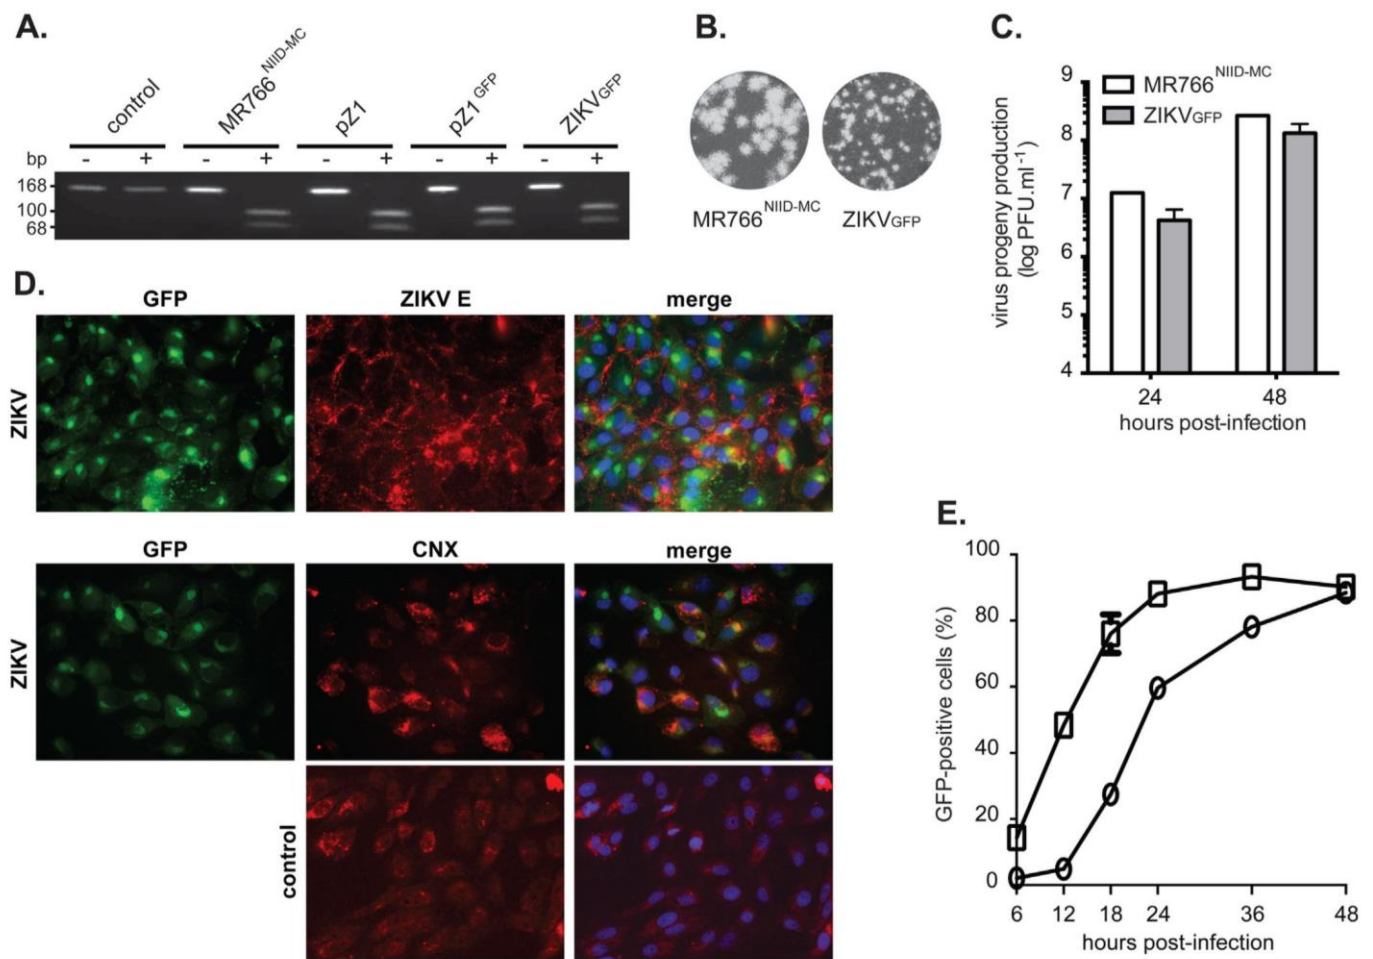 A.
control
MR766NIID-MC
pZ1
pZ1GFP
ZIKVGFP
bp - + - + - + - + - +
168
100
68
B.
MR766NIID-MC ZIKVGFP
C.
virus progeny production
(log PFU.ml-1)
9
8
7
6
5
4
MR766NIID-MC
ZIKVGFP
24 48
hours post-infection
D.
GFP ZIKV E merge
ZIKV
GFP CNX merge
ZIKV
control
E.
GFP-positive cells (%)
100
80
60
40
20
0
6 12 18 24 36 48
hours post-infection